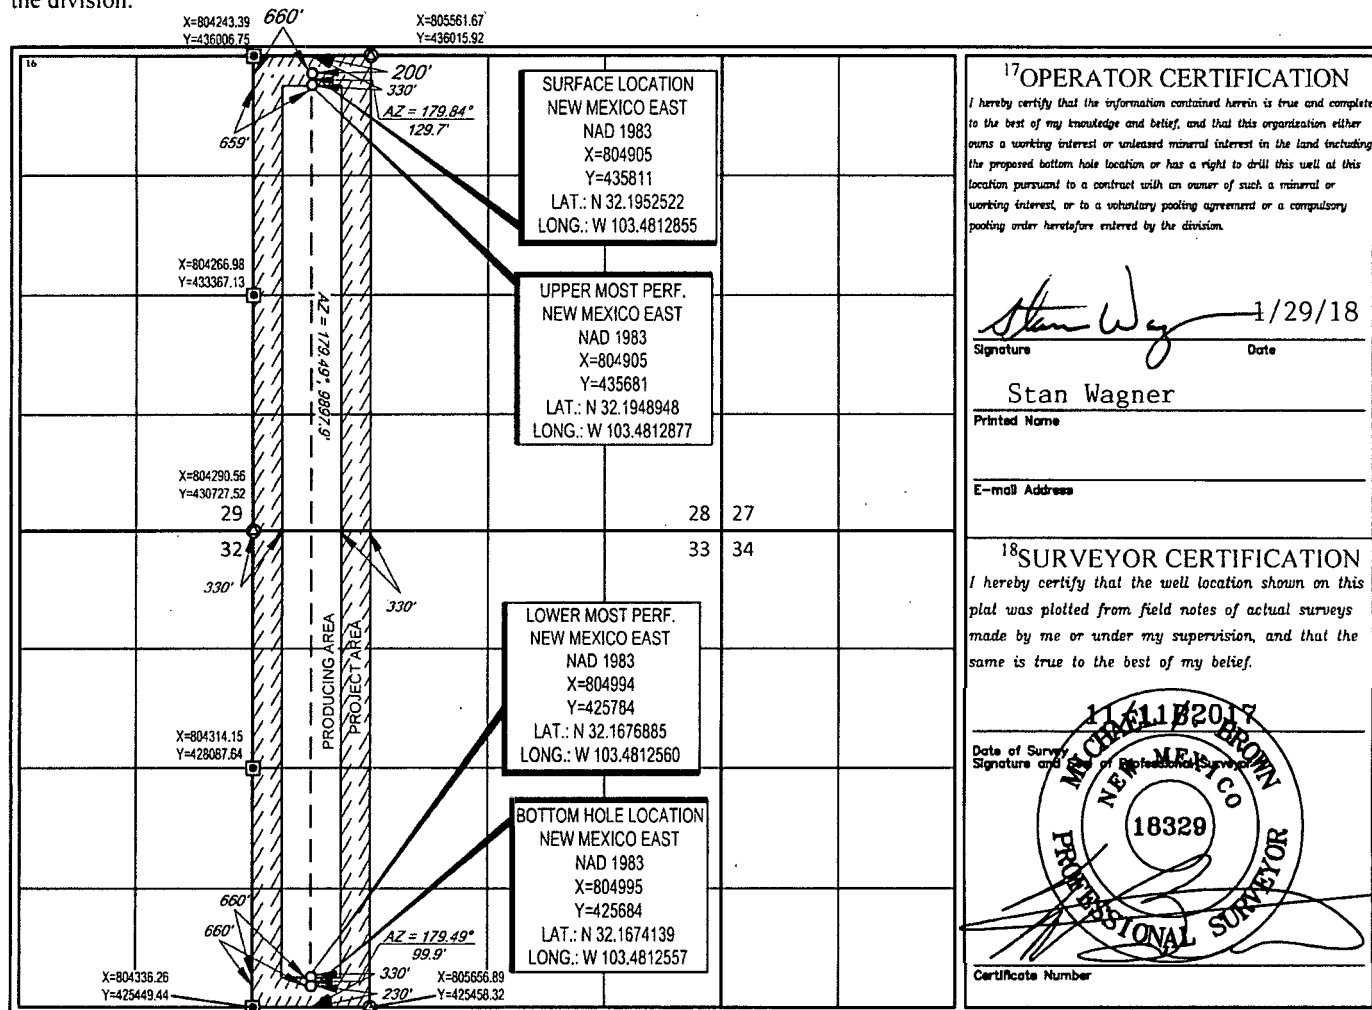 the division.
X=804243.39
Y=436006.75
660'
X=805561.67
Y=436015.92
16
200'
330'
AZ = 179.84°
129.7'
659'
SURFACE LOCATION
NEW MEXICO EAST
NAD 1983
X=804905
Y=435811
LAT.: N 32.1952522
LONG.: W 103.4812855
X=804266.98
Y=433367.13
UPPER MOST PERF.
NEW MEXICO EAST
NAD 1983
X=804905
Y=435681
LAT.: N 32.1948948
LONG.: W 103.4812877
AZ = 179.49°, 9897.9'
X=804290.56
Y=430727.52
29
28 27
32
33 34
330'
330'
PRODUCING AREA
PROJECT AREA
LOWER MOST PERF.
NEW MEXICO EAST
NAD 1983
X=804994
Y=425784
LAT.: N 32.1676885
LONG.: W 103.4812560
X=804314.15
Y=428087.64
BOTTOM HOLE LOCATION
NEW MEXICO EAST
NAD 1983
X=804995
Y=425684
LAT.: N 32.1674139
LONG.: W 103.4812557
660'
660'
AZ = 179.49°
99.9'
330'
230'
X=804336.26
Y=425449.44
X=805656.89
Y=425458.32
17 OPERATOR CERTIFICATION
I hereby certify that the information contained herein is true and complete
to the best of my knowledge and belief, and that this organization either
owns a working interest or unleased mineral interest in the land including
the proposed bottom hole location or has a right to drill this well at this
location pursuant to a contract with an owner of such a mineral or
working interest, or to a voluntary pooling agreement or a compulsory
pooling order heretofore entered by the division.
Stan Wag 1/29/18
Signature Date
Stan Wagner
Printed Name
E-mail Address
18 SURVEYOR CERTIFICATION
I hereby certify that the well location shown on this
plat was plotted from field notes of actual surveys
made by me or under my supervision, and that the
same is true to the best of my belief.
2017
Date of Survey
Signature and of Professional Surveyor
MICHAEL BROWN
NEW MEXICO
18329
PROFESSIONAL SURVEYOR
Certificate Number